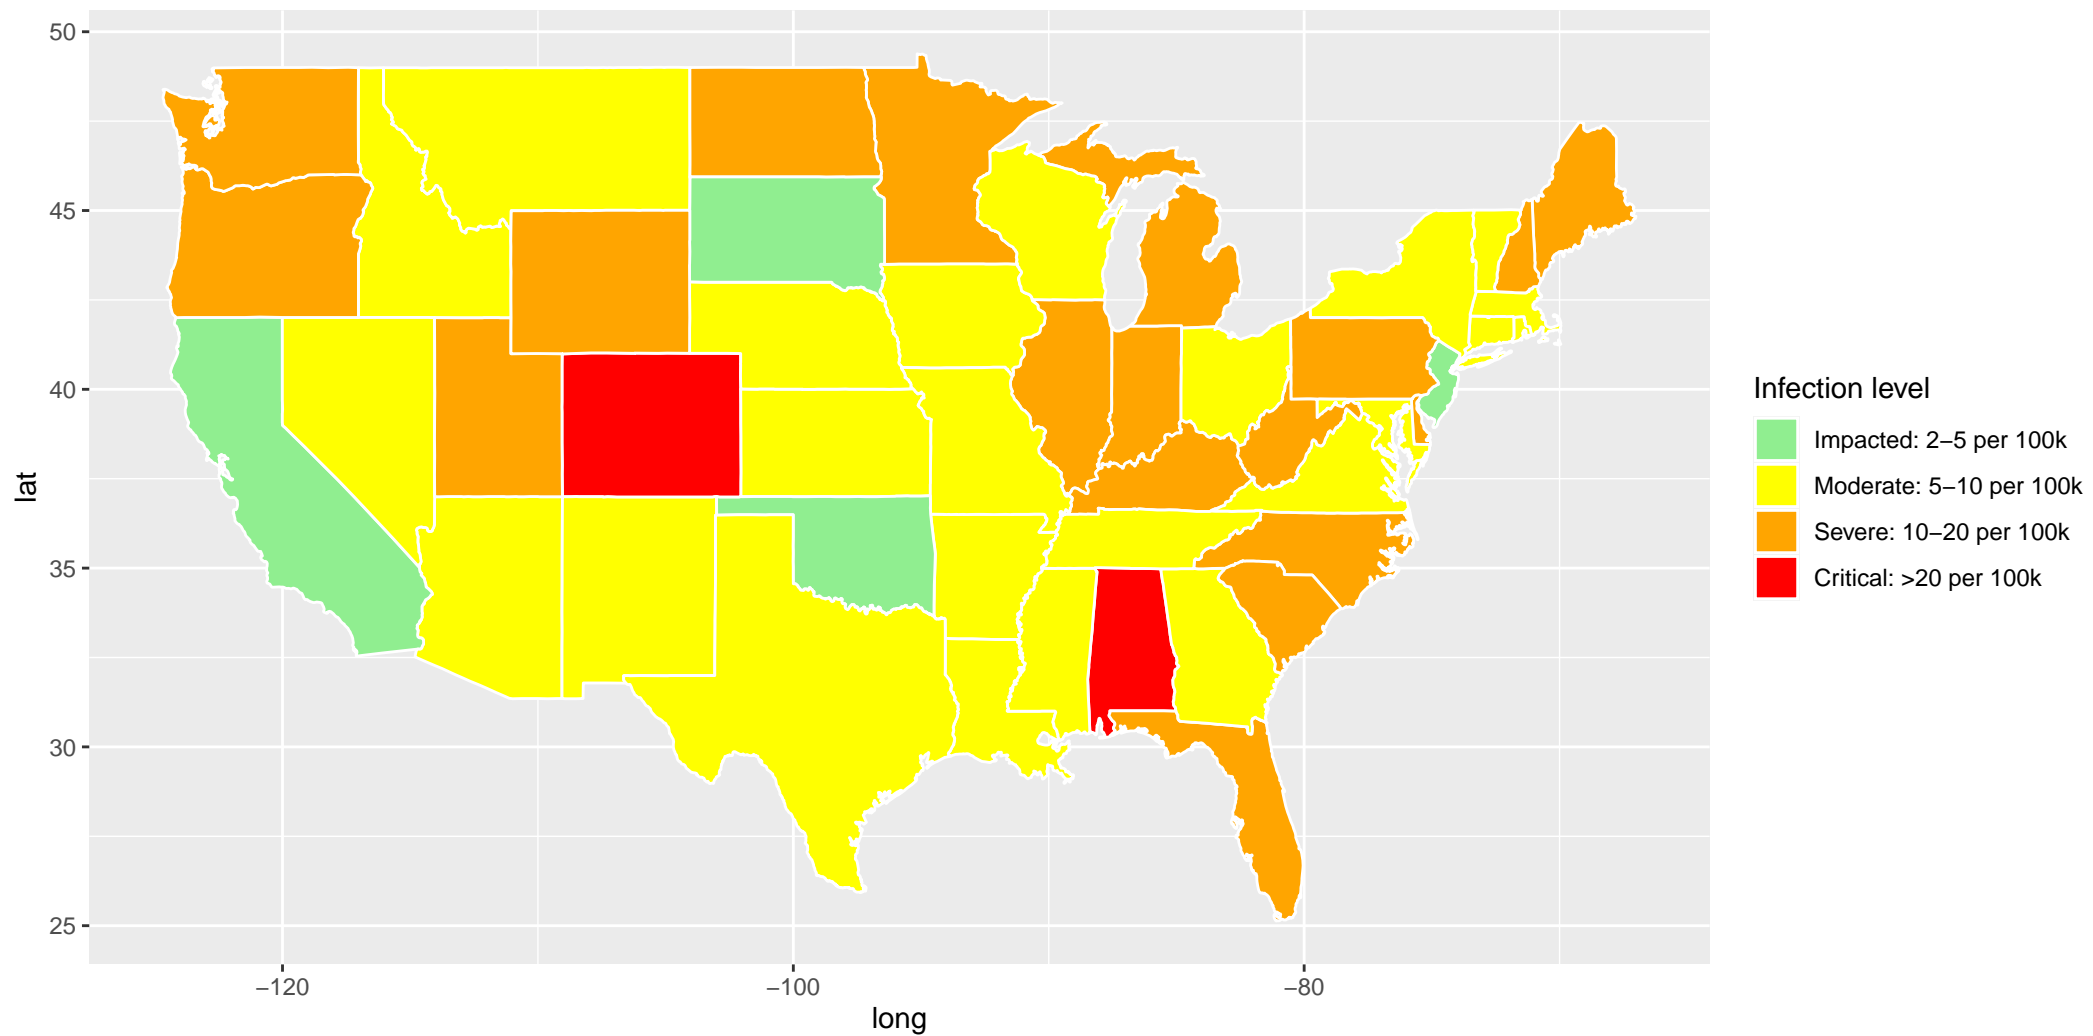 50
45
40
35
30
25
lat
−120
−100
−80
long
Infection level
Impacted: 2−5 per 100k
Moderate: 5−10 per 100k
Severe: 10−20 per 100k
Critical: >20 per 100k